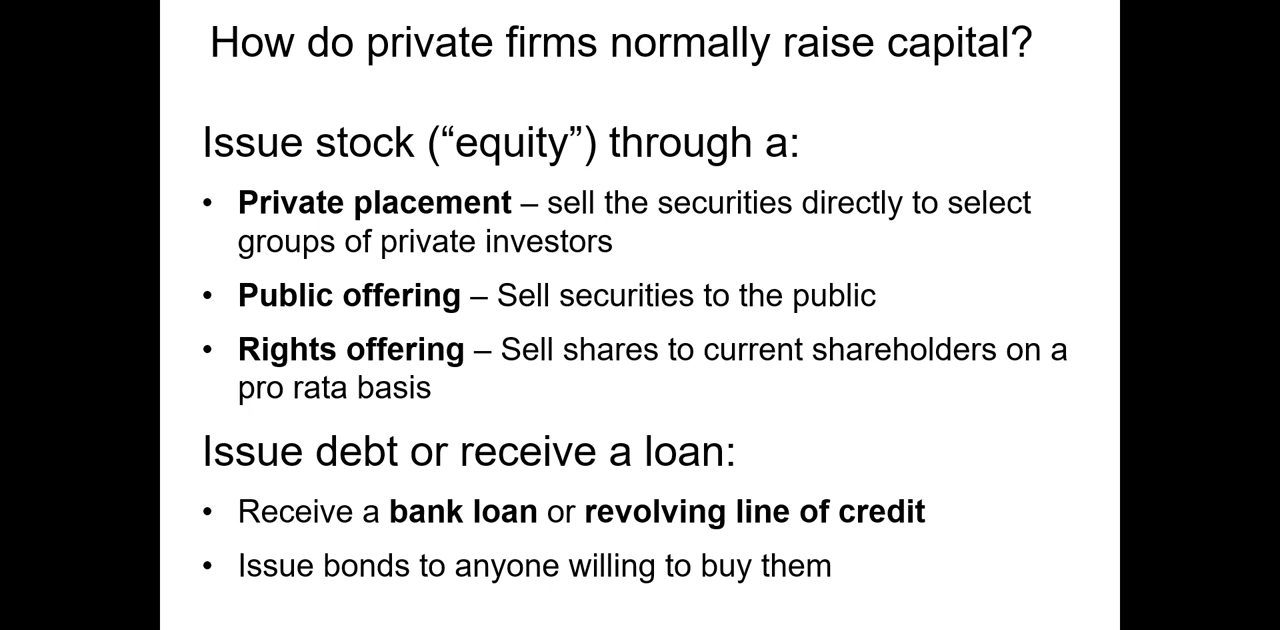 How do private firms normally raise capital?
Issue stock (“equity”) through a:
• Private placement – sell the securities directly to select
groups of private investors
• Public offering – Sell securities to the public
• Rights offering – Sell shares to current shareholders on a
pro rata basis
Issue debt or receive a loan:
• Receive a bank loan or revolving line of credit
• Issue bonds to anyone willing to buy them